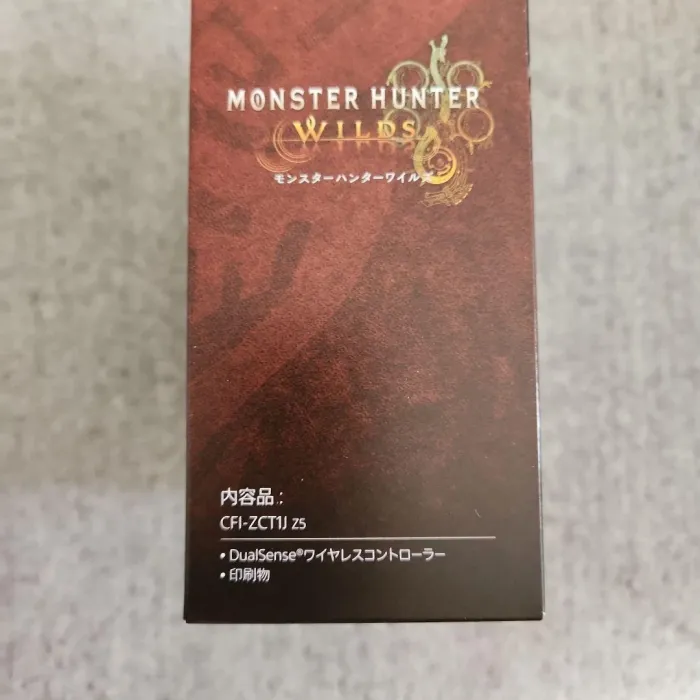 MONSTER HUNTER
WILDS
モンスターハンターワイルズ
内容品:
CFI-ZCT1J Z5
• DualSense®ワイヤレスコントローラー
• 印刷物